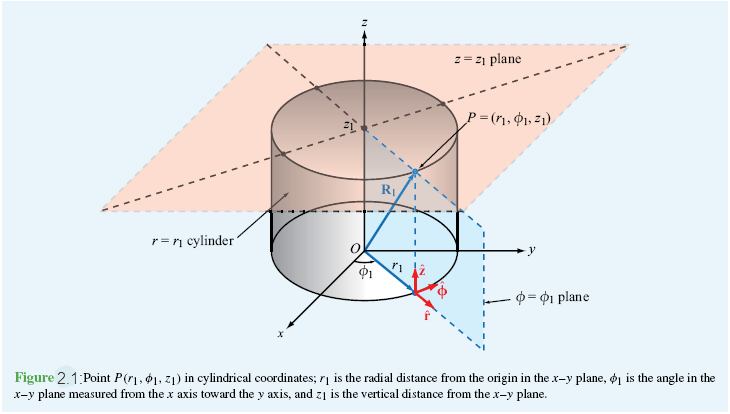 z
z = z₁ plane
z₁
P = (r₁, ϕ₁, z₁)
R₁
r = r₁ cylinder
O
y
r₁
ϕ₁
ẑ
ϕ̂
r̂
ϕ = ϕ₁ plane
x
Figure 2.1:Point P(r₁, ϕ₁, z₁) in cylindrical coordinates; r₁ is the radial distance from the origin in the x–y plane, ϕ₁ is the angle in the
x–y plane measured from the x axis toward the y axis, and z₁ is the vertical distance from the x–y plane.